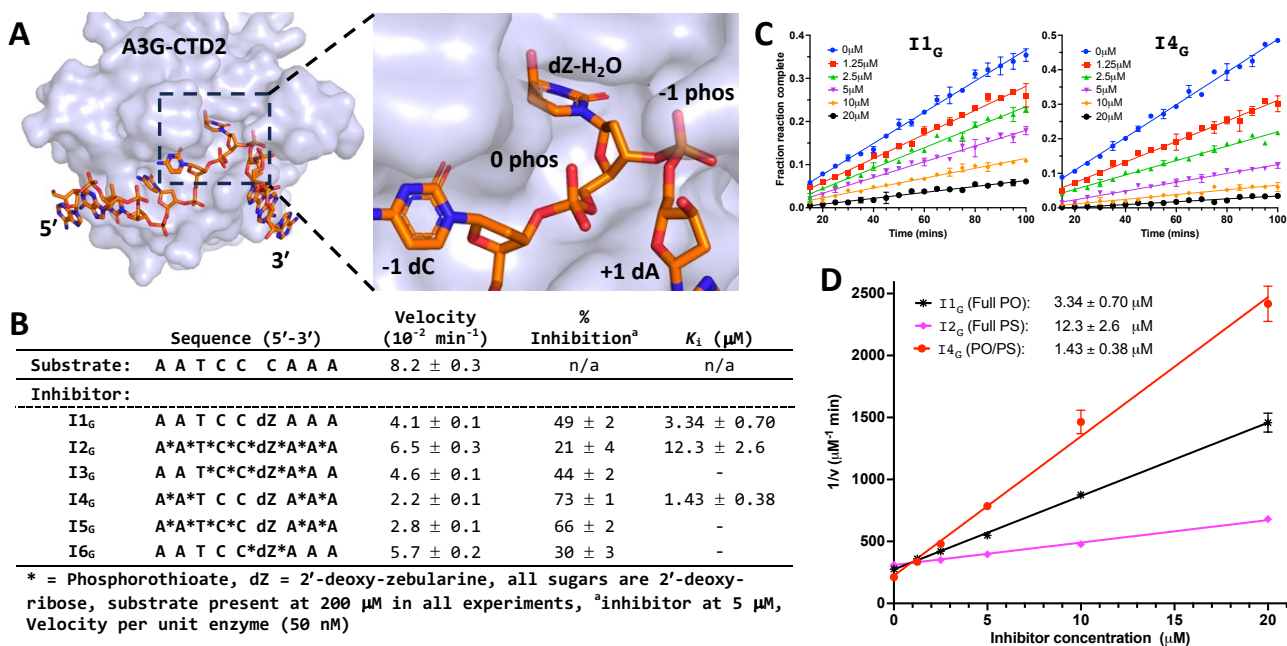 A
A3G-CTD2
5′
3′
dZ-H₂O
-1 phos
0 phos
-1 dC
+1 dA
B
Sequence (5′-3′) Velocity (10⁻² min⁻¹) % Inhibitionᵃ Kᵢ (μM)
Substrate: A A T C C C A A A 8.2 ± 0.3 n/a n/a
Inhibitor:
I1G A A T C C dZ A A A 4.1 ± 0.1 49 ± 2 3.34 ± 0.70
I2G A*A*T*C*C*dZ*A*A*A 6.5 ± 0.3 21 ± 4 12.3 ± 2.6
I3G A A T*C*C*dZ*A A A 4.6 ± 0.1 44 ± 2 -
I4G A*A*T C C dZ A*A*A 2.2 ± 0.1 73 ± 1 1.43 ± 0.38
I5G A*A*T*C*C dZ A*A*A 2.8 ± 0.1 66 ± 2 -
I6G A A T C C*dZ*A A A 5.7 ± 0.2 30 ± 3 -
* = Phosphorothioate, dZ = 2′-deoxy-zebularine, all sugars are 2′-deoxy-
ribose, substrate present at 200 μM in all experiments, ᵃinhibitor at 5 μM,
Velocity per unit enzyme (50 nM)
C
I1G
Fraction reaction complete
0.4
0.3
0.2
0.1
0.0
0μM
1.25μM
2.5μM
5μM
10μM
20μM
20 40 60 80 100
Time (mins)
I4G
0.5
0.4
0.3
0.2
0.1
0.0
0μM
1.25μM
2.5μM
5μM
10μM
20μM
20 40 60 80 100
Time (mins)
D
1/v (μM⁻¹ min)
2500
2000
1500
1000
500
0
I1G (Full PO): 3.34 ± 0.70 μM
I2G (Full PS): 12.3 ± 2.6 μM
I4G (PO/PS): 1.43 ± 0.38 μM
0 5 10 15 20
Inhibitor concentration (μM)